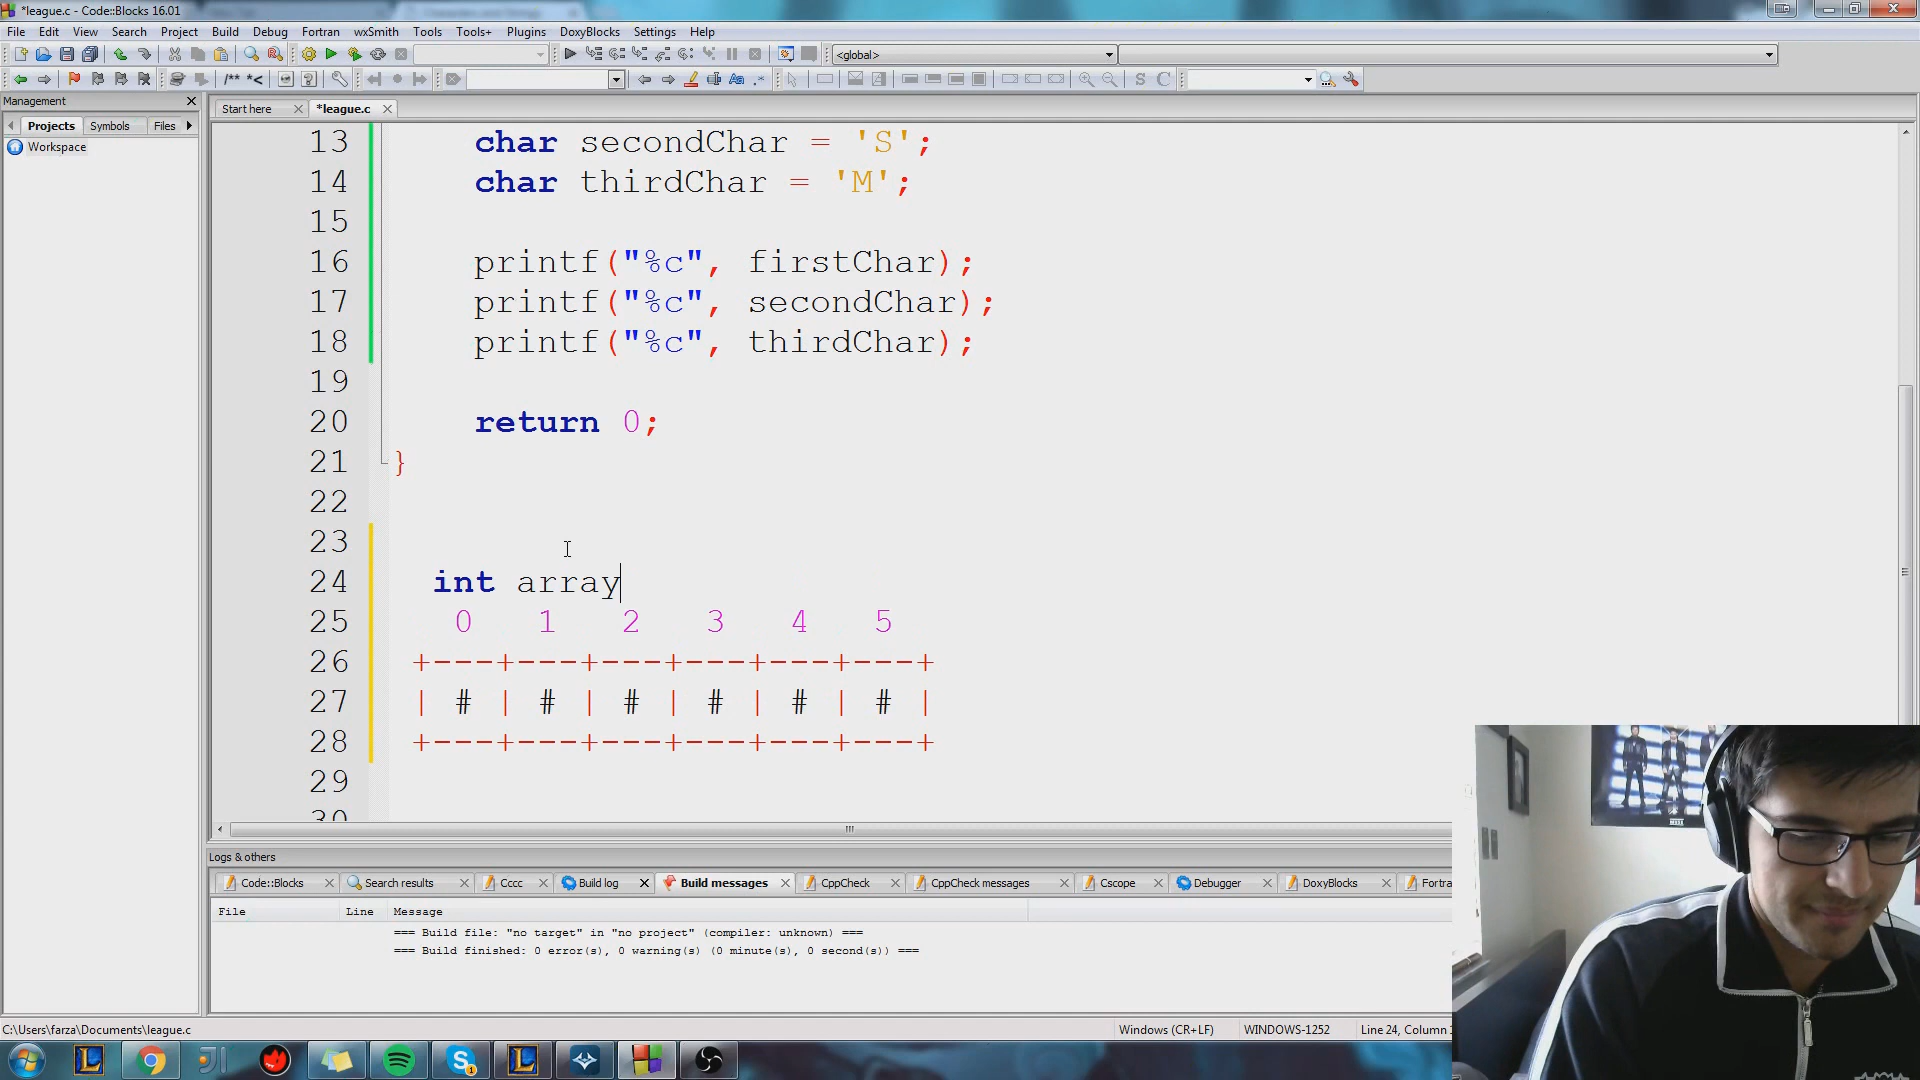 *league.c - Code::Blocks 16.01
File Edit View Search Project Build Debug Fortran wxSmith Tools Tools+ Plugins DoxyBlocks Settings Help
<global>
/** *<
S C
Management
Start here *league.c
Projects Symbols Files
Workspace
13 char secondChar = 'S';
14 char thirdChar = 'M';
15
16 printf("%c", firstChar);
17 printf("%c", secondChar);
18 printf("%c", thirdChar);
19
20 return 0;
21 }
22
23
24 int array
25 0 1 2 3 4 5
26 +---+---+---+---+---+---+
27 | # | # | # | # | # | # |
28 +---+---+---+---+---+---+
29
30
Logs & others
Code::Blocks Search results Cccc Build log Build messages CppCheck CppCheck messages Cscope Debugger DoxyBlocks Fortra
File Line Message
=== Build file: "no target" in "no project" (compiler: unknown) ===
=== Build finished: 0 error(s), 0 warning(s) (0 minute(s), 0 second(s)) ===
C:\Users\farza\Documents\league.c Windows (CR+LF) WINDOWS-1252 Line 24, Column 1